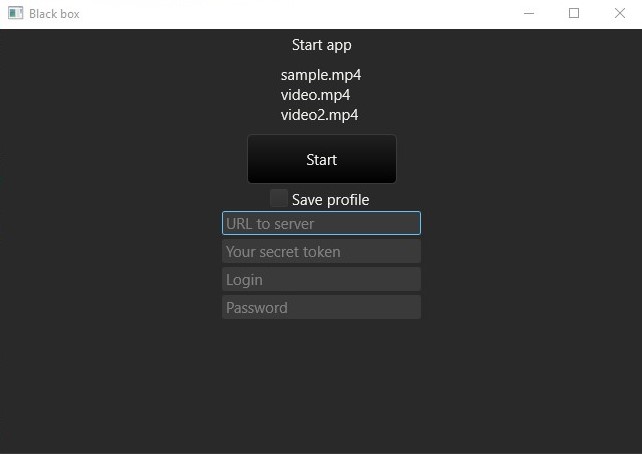 Black box
Start app
sample.mp4
video.mp4
video2.mp4
Start
Save profile
URL to server
Your secret token
Login
Password